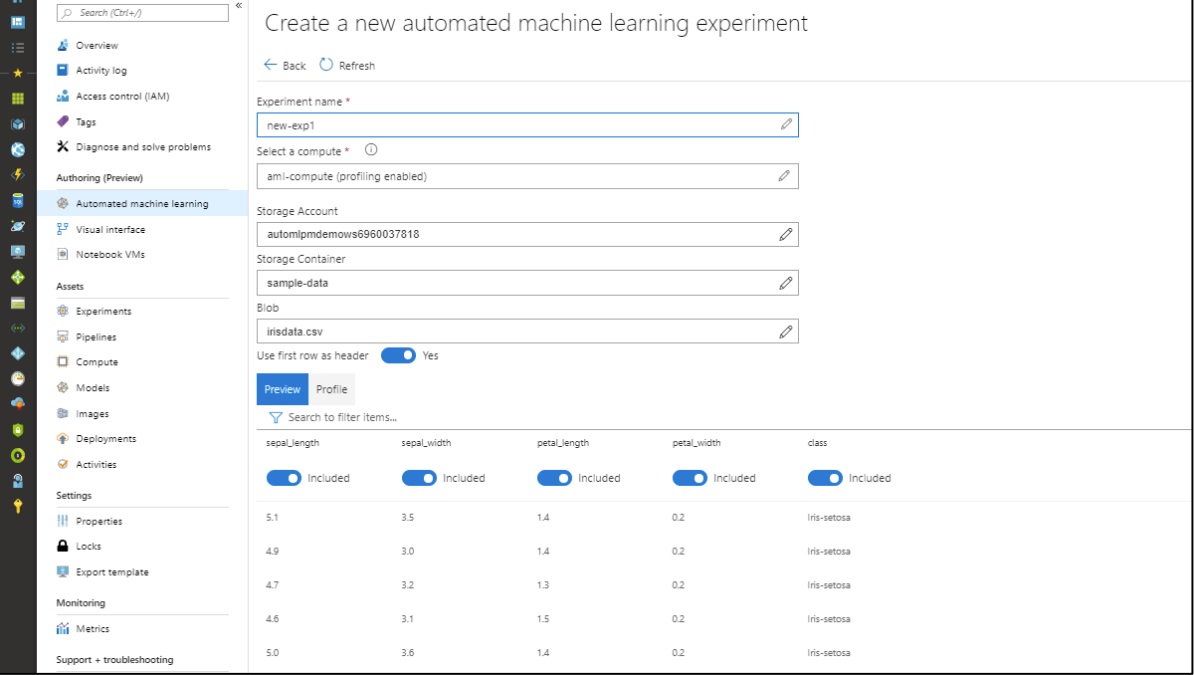 Search (Ctrl+/)
«
Overview
Activity log
Access control (IAM)
Tags
Diagnose and solve problems
Authoring (Preview)
Automated machine learning
Visual interface
Notebook VMs
Assets
Experiments
Pipelines
Compute
Models
Images
Deployments
Activities
Settings
Properties
Locks
Export template
Monitoring
Metrics
Support + troubleshooting
Create a new automated machine learning experiment
Back Refresh
Experiment name *
new-exp1
Select a compute *
aml-compute (profiling enabled)
Storage Account
automlpmdemows6960037818
Storage Container
sample-data
Blob
irisdata.csv
Use first row as header Yes
Preview Profile
Search to filter items...
sepal_length sepal_width petal_length petal_width class
Included Included Included Included Included
5.1 3.5 1.4 0.2 Iris-setosa
4.9 3.0 1.4 0.2 Iris-setosa
4.7 3.2 1.3 0.2 Iris-setosa
4.6 3.1 1.5 0.2 Iris-setosa
5.0 3.6 1.4 0.2 Iris-setosa